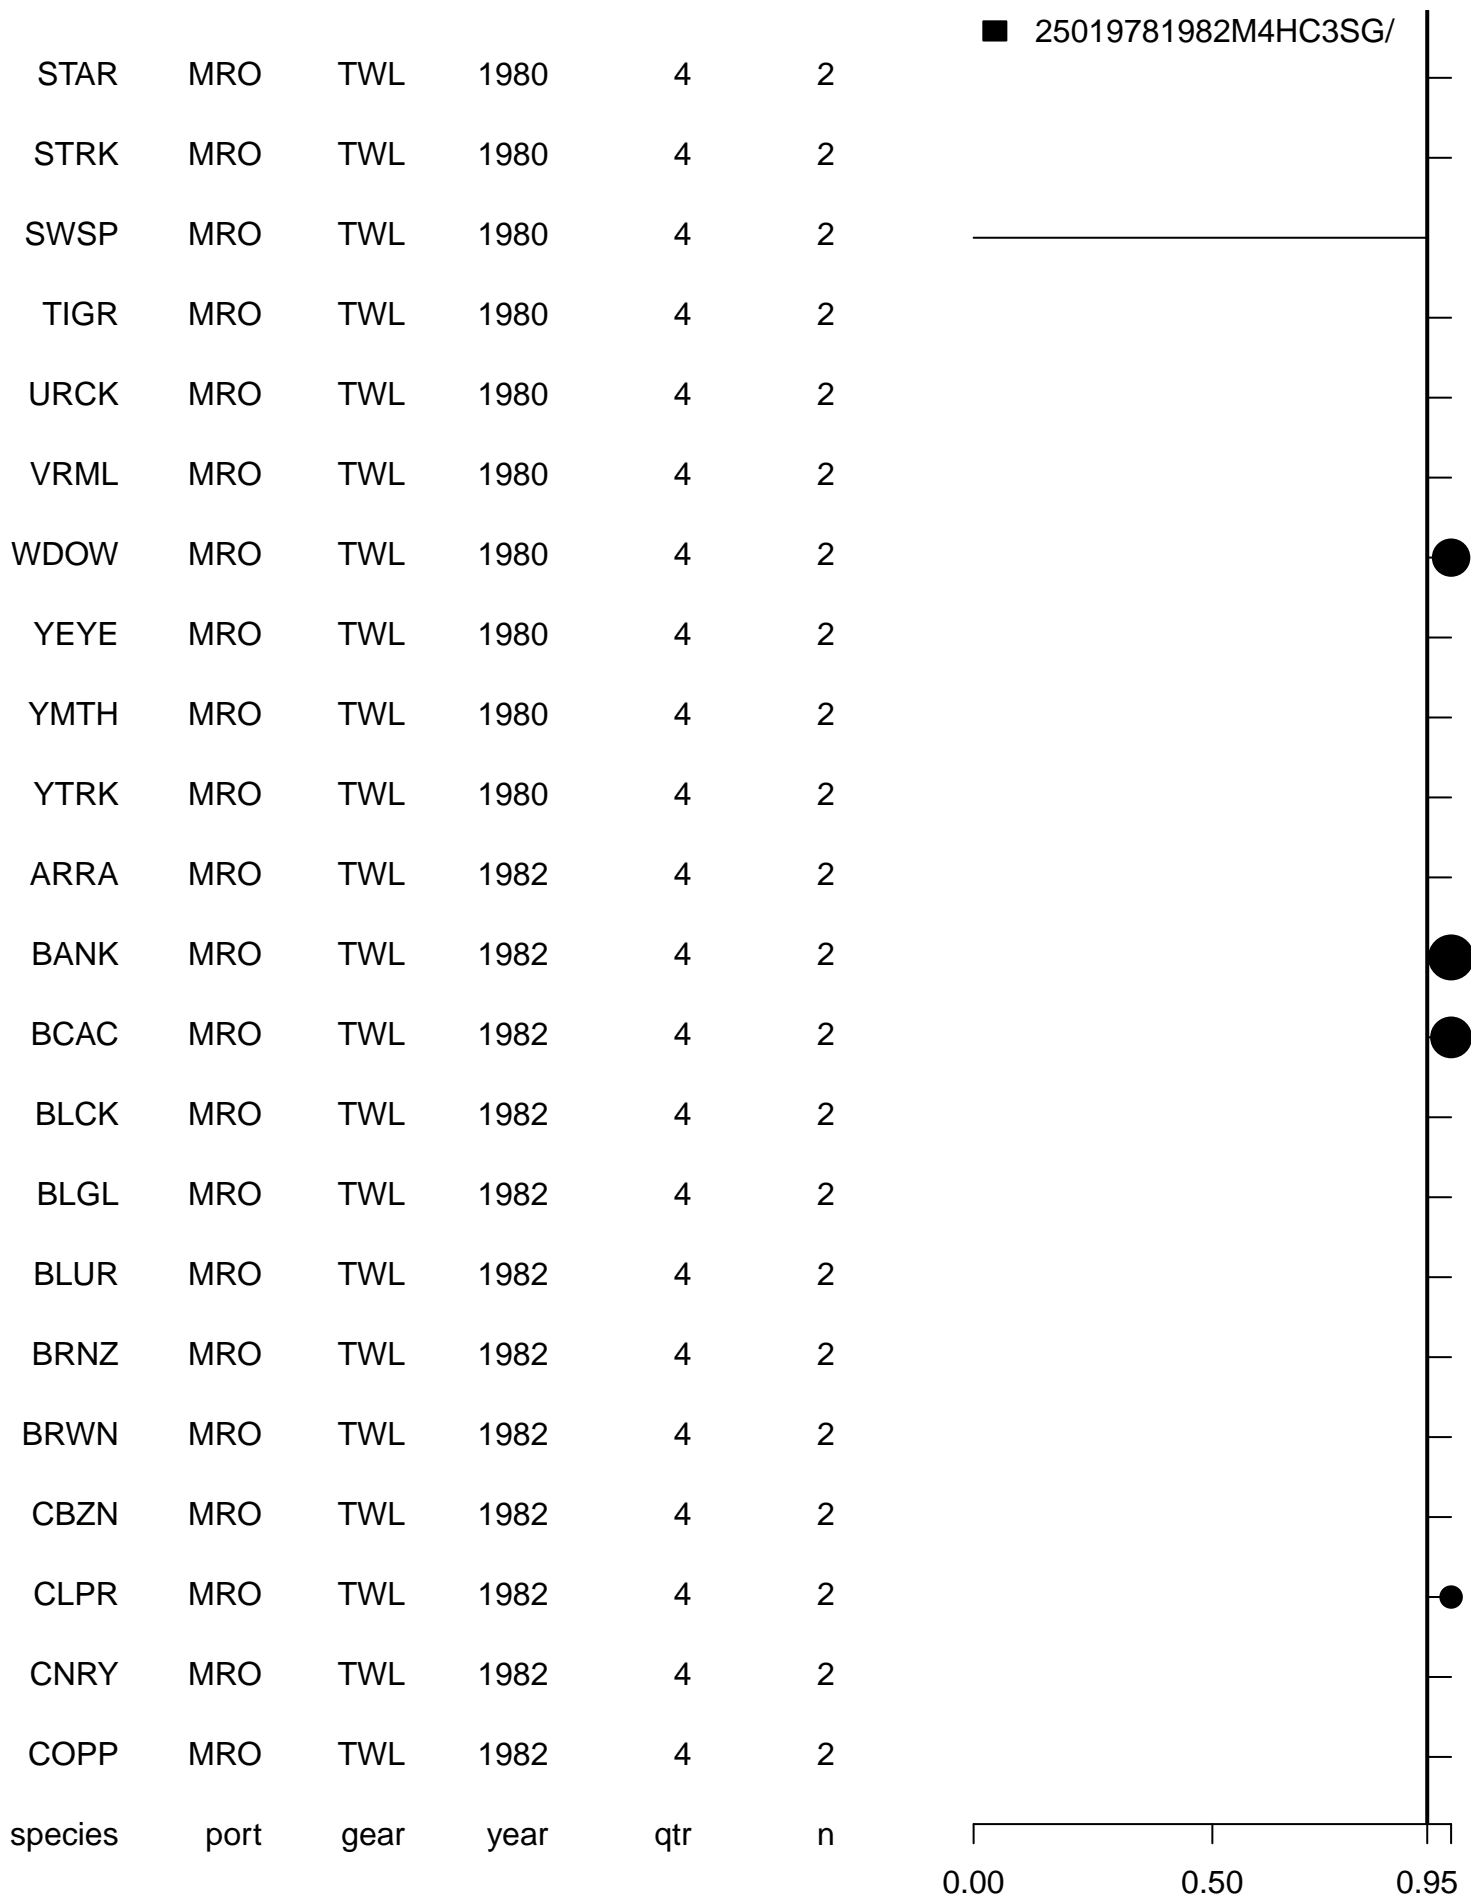 25019781982M4HC3SG/
STAR MRO TWL 1980 4 2
STRK MRO TWL 1980 4 2
SWSP MRO TWL 1980 4 2
TIGR MRO TWL 1980 4 2
URCK MRO TWL 1980 4 2
VRML MRO TWL 1980 4 2
WDOW MRO TWL 1980 4 2
YEYE MRO TWL 1980 4 2
YMTH MRO TWL 1980 4 2
YTRK MRO TWL 1980 4 2
ARRA MRO TWL 1982 4 2
BANK MRO TWL 1982 4 2
BCAC MRO TWL 1982 4 2
BLCK MRO TWL 1982 4 2
BLGL MRO TWL 1982 4 2
BLUR MRO TWL 1982 4 2
BRNZ MRO TWL 1982 4 2
BRWN MRO TWL 1982 4 2
CBZN MRO TWL 1982 4 2
CLPR MRO TWL 1982 4 2
CNRY MRO TWL 1982 4 2
COPP MRO TWL 1982 4 2
species port gear year qtr n
0.00 0.50 0.95